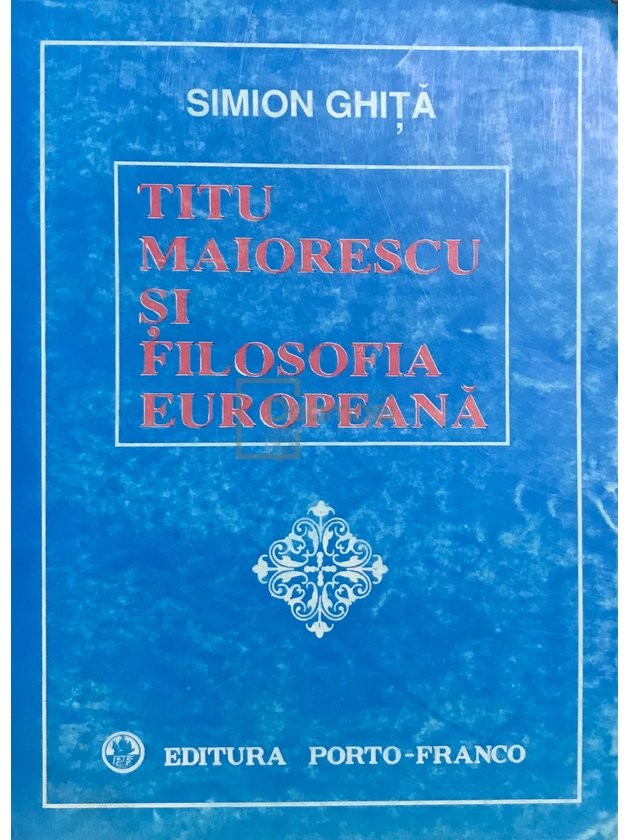 SIMION GHIȚĂ
TITU
MAIORESCU
ȘI
FILOSOFIA
EUROPEANĂ
EDITURA PORTO-FRANCO